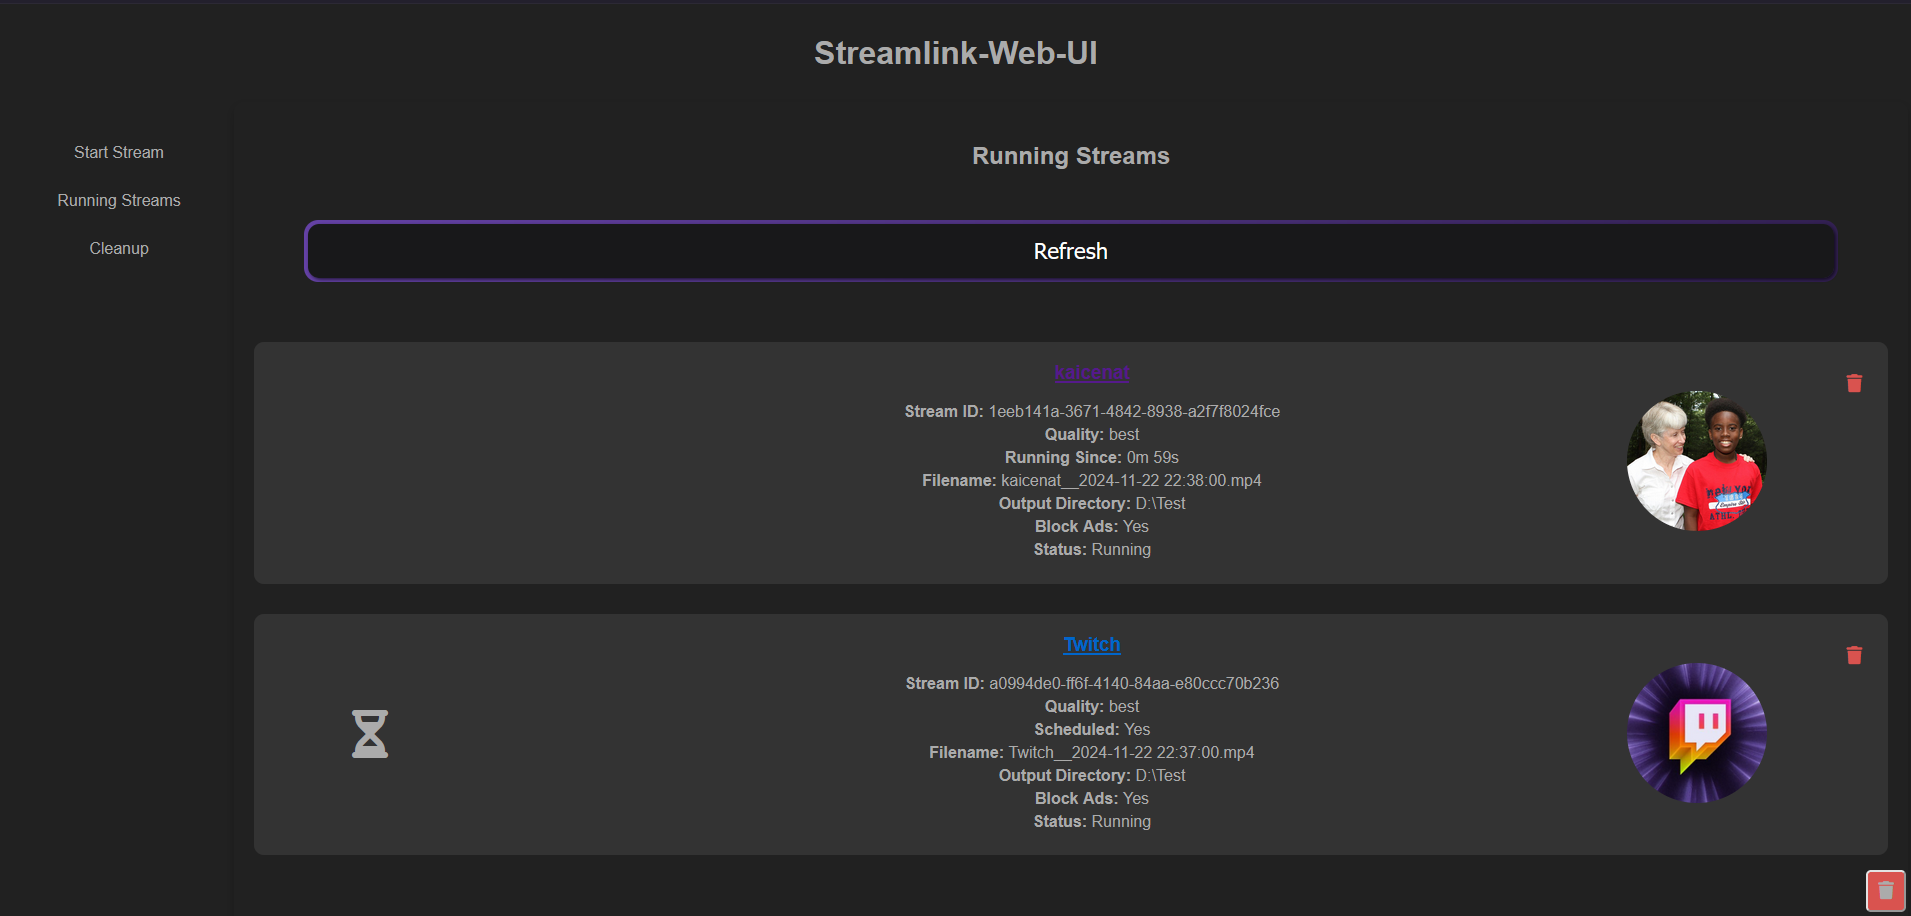 Streamlink-Web-UI
Start Stream
Running Streams
Cleanup
Running Streams
Refresh
kaicenat
Stream ID: 1eeb141a-3671-4842-8938-a2f7f8024fce
Quality: best
Running Since: 0m 59s
Filename: kaicenat__2024-11-22 22:38:00.mp4
Output Directory: D:\Test
Block Ads: Yes
Status: Running
Twitch
Stream ID: a0994de0-ff6f-4140-84aa-e80ccc70b236
Quality: best
Scheduled: Yes
Filename: Twitch__2024-11-22 22:37:00.mp4
Output Directory: D:\Test
Block Ads: Yes
Status: Running